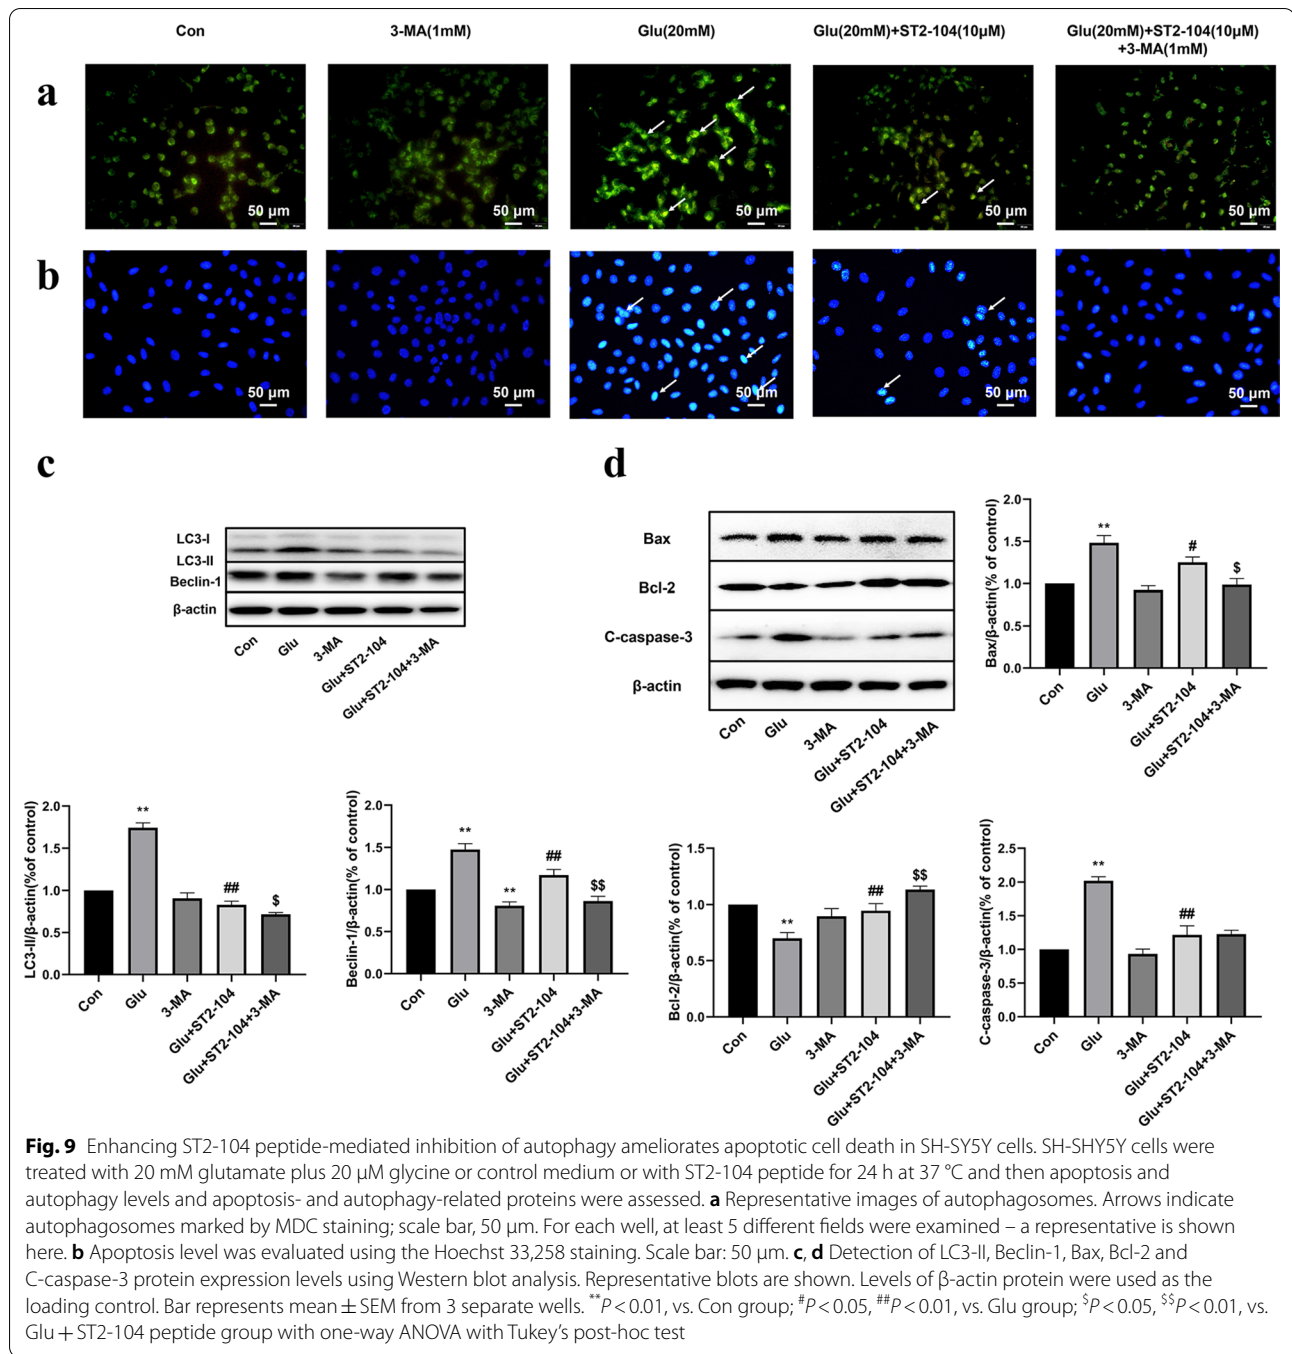 Con
3-MA(1mM)
Glu(20mM)
Glu(20mM)+ST2-104(10μM)
Glu(20mM)+ST2-104(10μM)
+3-MA(1mM)
a
50 μm
50 μm
50 μm
50 μm
50 μm
b
50 μm
50 μm
50 μm
50 μm
50 μm
c
LC3-I
LC3-II
Beclin-1
β-actin
Con
Glu
3-MA
Glu+ST2-104
Glu+ST2-104+3-MA
d
Bax
Bcl-2
C-caspase-3
β-actin
Con
Glu
3-MA
Glu+ST2-104
Glu+ST2-104+3-MA
Bax/β-actin(% of control)
2.0
1.5
1.0
0.5
0.0
**
#
$
Con
Glu
3-MA
Glu+ST2-104
Glu+ST2-104+3-MA
LC3-II/β-actin(%of control)
2.0
1.5
1.0
0.5
0.0
**
##
$
Con
Glu
3-MA
Glu+ST2-104
Glu+ST2-104+3-MA
Beclin-1/β-actin(% of control)
2.0
1.5
1.0
0.5
0.0
**
**
##
$$
Con
Glu
3-MA
Glu+ST2-104
Glu+ST2-104+3-MA
Bcl-2/β-actin(% of control)
1.5
1.0
0.5
0.0
**
##
$$
Con
Glu
3-MA
Glu+ST2-104
Glu+ST2-104+3-MA
C-caspase-3/β-actin(% of control)
2.5
2.0
1.5
1.0
0.5
0.0
**
##
Con
Glu
3-MA
Glu+ST2-104
Glu+ST2-104+3-MA
Fig. 9 Enhancing ST2-104 peptide-mediated inhibition of autophagy ameliorates apoptotic cell death in SH-SY5Y cells. SH-SHY5Y cells were
treated with 20 mM glutamate plus 20 μM glycine or control medium or with ST2-104 peptide for 24 h at 37 °C and then apoptosis and
autophagy levels and apoptosis- and autophagy-related proteins were assessed. a Representative images of autophagosomes. Arrows indicate
autophagosomes marked by MDC staining; scale bar, 50 μm. For each well, at least 5 different fields were examined – a representative is shown
here. b Apoptosis level was evaluated using the Hoechst 33,258 staining. Scale bar: 50 μm. c, d Detection of LC3-II, Beclin-1, Bax, Bcl-2 and
C-caspase-3 protein expression levels using Western blot analysis. Representative blots are shown. Levels of β-actin protein were used as the
loading control. Bar represents mean ± SEM from 3 separate wells. **P < 0.01, vs. Con group; #P < 0.05, ##P < 0.01, vs. Glu group; $P < 0.05, $$P < 0.01, vs.
Glu + ST2-104 peptide group with one-way ANOVA with Tukey's post-hoc test